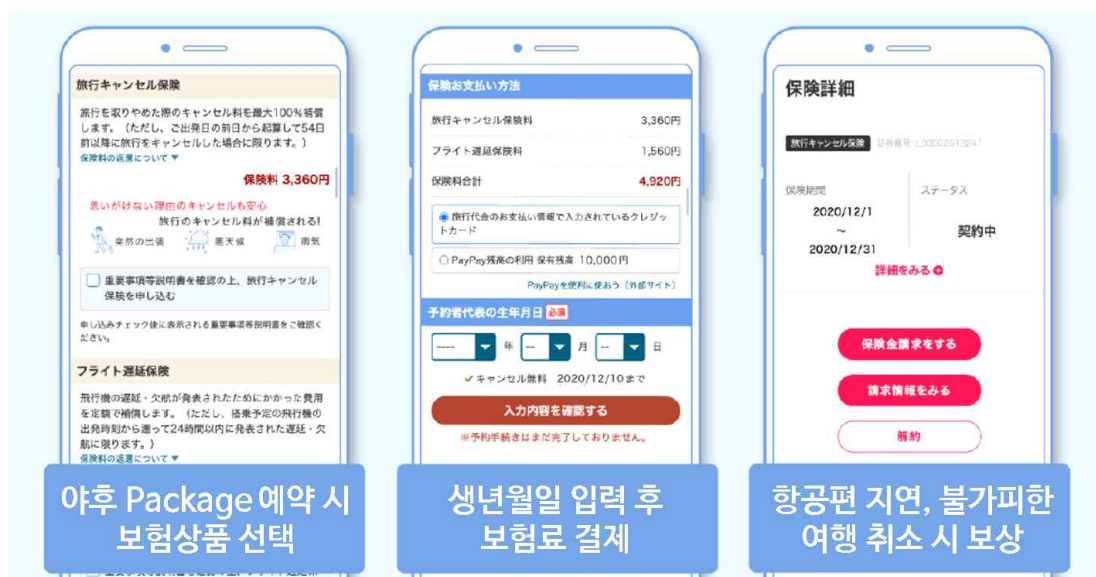 旅行キャンセル保険
旅行を取りやめた際のキャンセル料を最大100%補償
します。（ただし、ご出発日の前日から起算して54日
前以降に旅行をキャンセルした場合に限ります。）
保険料の返還について▼
保険料 3,360円
思いがけない理由のキャンセルも安心
旅行のキャンセル料が補償される!
突然の出張 悪天候 病気
重要事項等説明書を確認の上、旅行キャンセル
保険を申し込む
申し込みチェック後に表示される重要事項等説明書をご確認く
ださい。
フライト遅延保険
飛行機の遅延・欠航が発表されたためにかかった費用
を定額で補償します。（ただし、搭乗予定の飛行機の
出発時刻から遡って24時間以内に発表された遅延・欠
航に限ります。）
保険料の返還について▼
야후 Package 예약 시
보험상품 선택
保険お支払い方法
旅行キャンセル保険料 3,360円
フライト遅延保険料 1,560円
保険料合計 4,920円
旅行代金のお支払い情報で入力されているクレジッ
トカード
PayPay残高の利用 保有残高 10,000円
PayPayを便利に使おう（外部サイト）
予約者代表の生年月日 必須
---- 年 -- 月 -- 日
✓キャンセル無料 2020/12/10まで
入力内容を確認する
※予約手続きはまだ完了しておりません。
생년월일 입력 후
보험료 결제
保険詳細
旅行キャンセル保険 証券番号:L0000251324
保険期間 ステータス
2020/12/1
~
2020/12/31
契約中
詳細をみる
保険金請求をする
請求情報をみる
解約
항공편 지연, 불가피한
여행 취소 시 보상